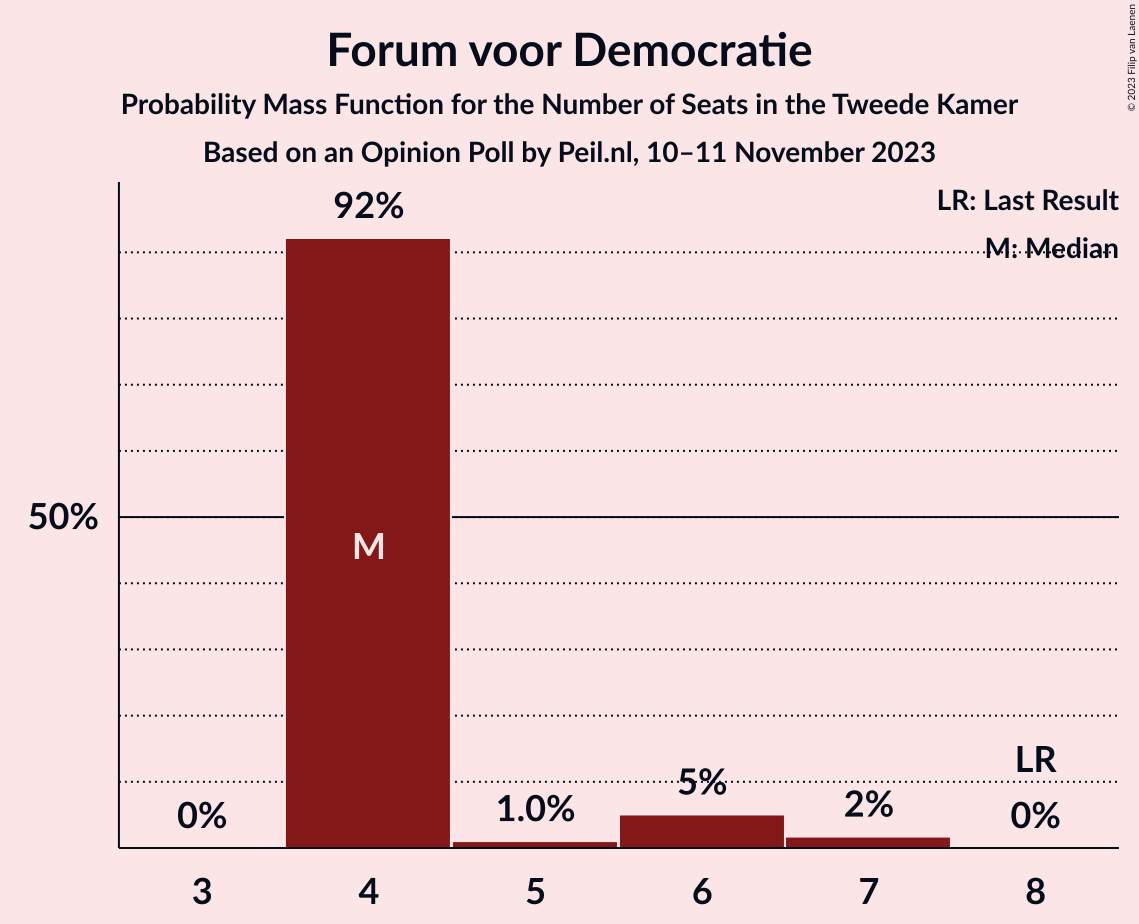 Forum voor Democratie
Probability Mass Function for the Number of Seats in the Tweede Kamer
Based on an Opinion Poll by Peil.nl, 10–11 November 2023
© 2023 Filip van Laenen
LR: Last Result
M: Median
92%
50%
M
LR
0%
1.0%
5%
2%
0%
3 4 5 6 7 8